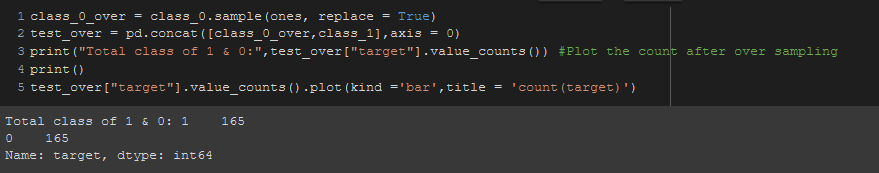 1 class_0_over = class_0.sample(ones, replace = True)
2 test_over = pd.concat([class_0_over,class_1],axis = 0)
3 print("Total class of 1 & 0:",test_over["target"].value_counts()) #Plot the count after over sampling
4 print()
5 test_over["target"].value_counts().plot(kind ='bar',title = 'count(target)')
Total class of 1 & 0: 1    165
0    165
Name: target, dtype: int64